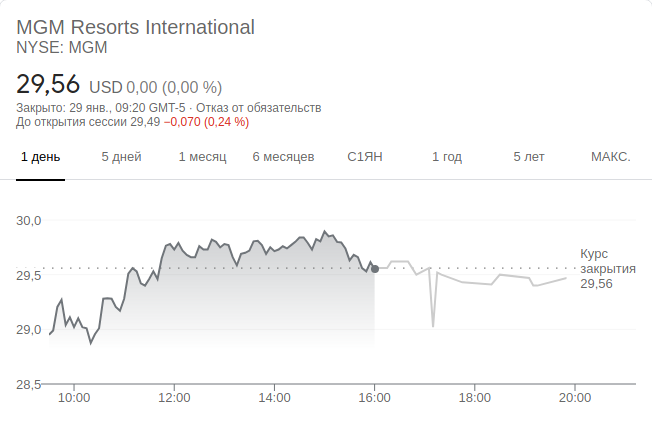 MGM Resorts International
NYSE: MGM
29,56 USD 0,00 (0,00 %)
Закрыто: 29 янв., 09:20 GMT-5 · Отказ от обязательств
До открытия сессии 29,49 −0,070 (0,24 %)
1 день 5 дней 1 месяц 6 месяцев С1ЯН 1 год 5 лет МАКС.
30,0
Курс
закрытия
29,5
29,56
29,0
28,5
10:00 12:00 14:00 16:00 18:00 20:00